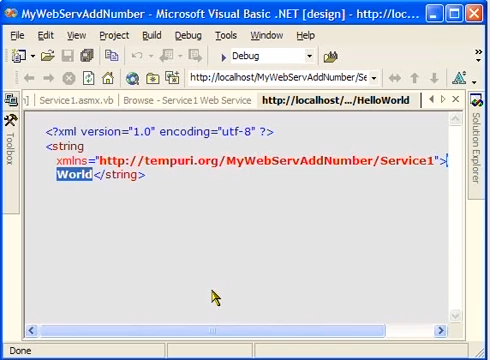 MyWebServAddNumber - Microsoft Visual Basic .NET [design] - http://loc...
File Edit View Project Build Debug Tools Window Help
Debug
http://localhost/MyWebServAddNumber/Se
Service1.asmx.vb Browse - Service1 Web Service http://localhost/.../HelloWorld
Toolbox
Solution Explorer
<?xml version="1.0" encoding="utf-8" ?>
<string
xmlns="http://tempuri.org/MyWebServAddNumber/Service1">
World</string>
Done